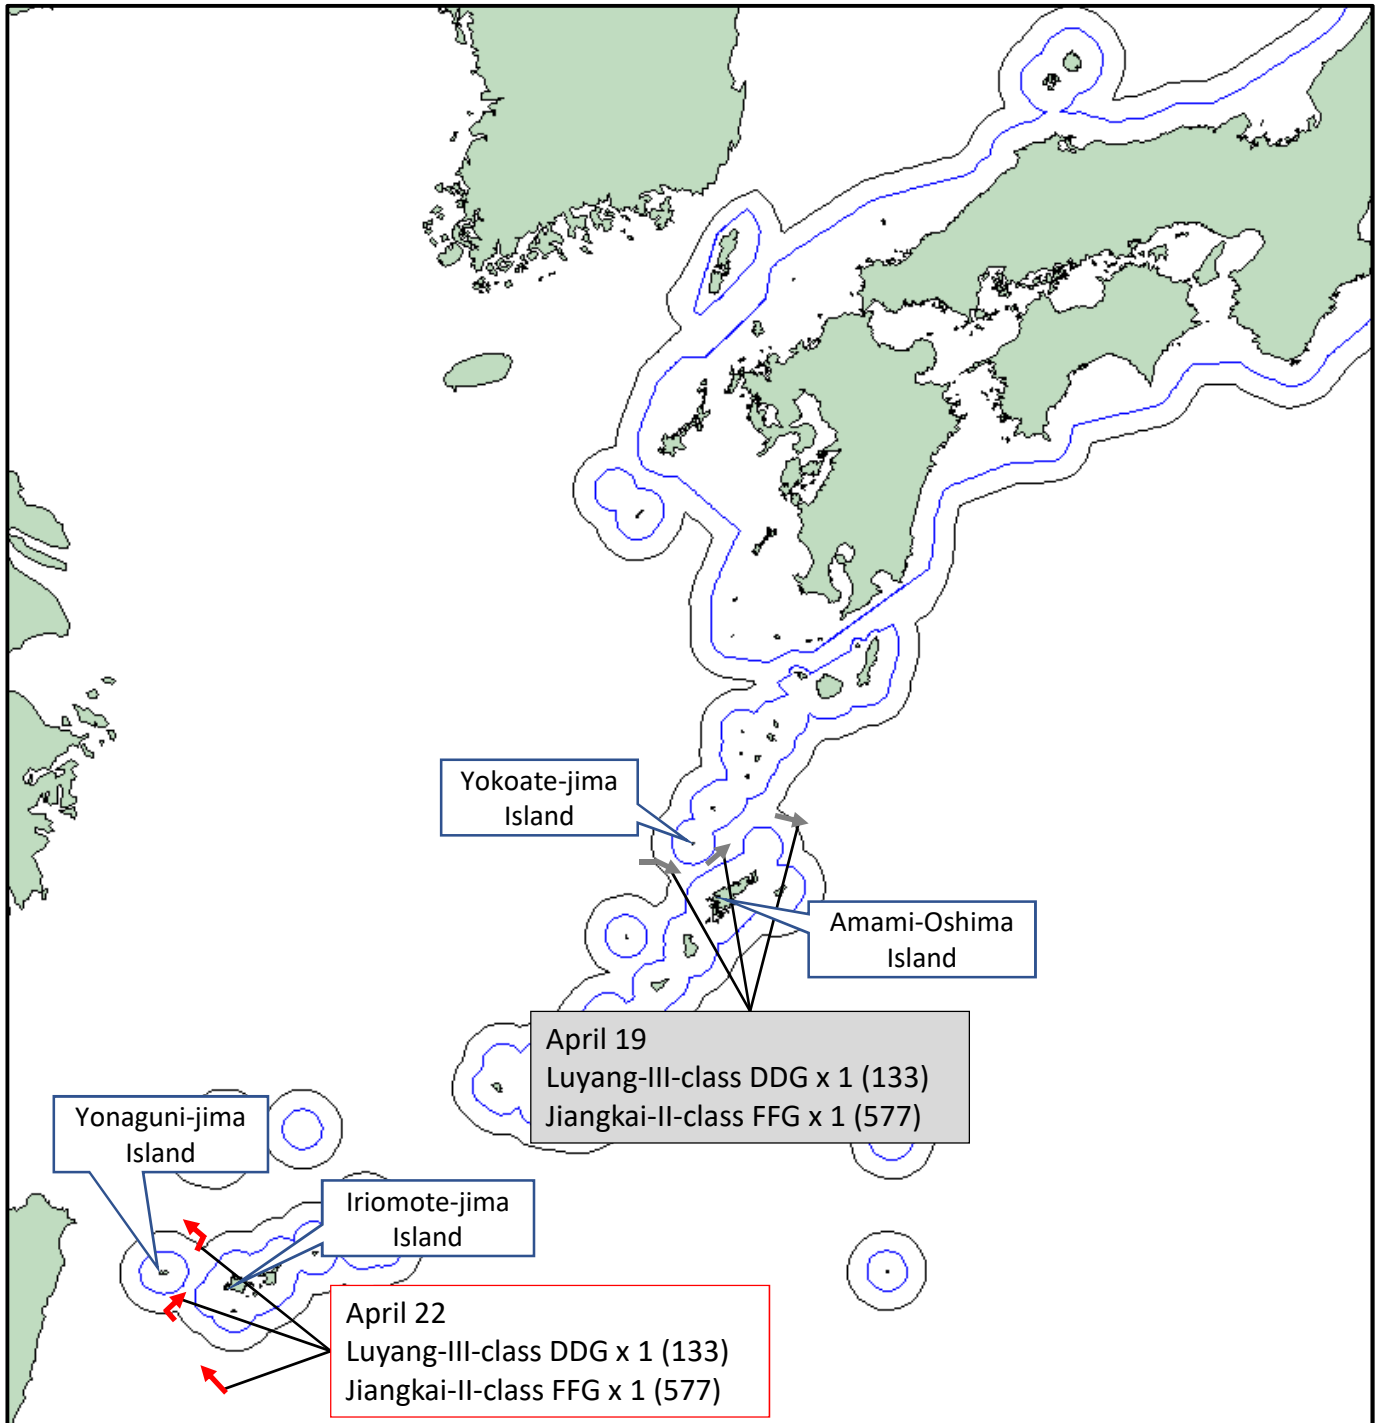 Yokoate-jima
Island
Amami-Oshima
Island
April 19
Luyang-III-class DDG x 1 (133)
Jiangkai-II-class FFG x 1 (577)
Yonaguni-jima
Island
Iriomote-jima
Island
April 22
Luyang-III-class DDG x 1 (133)
Jiangkai-II-class FFG x 1 (577)